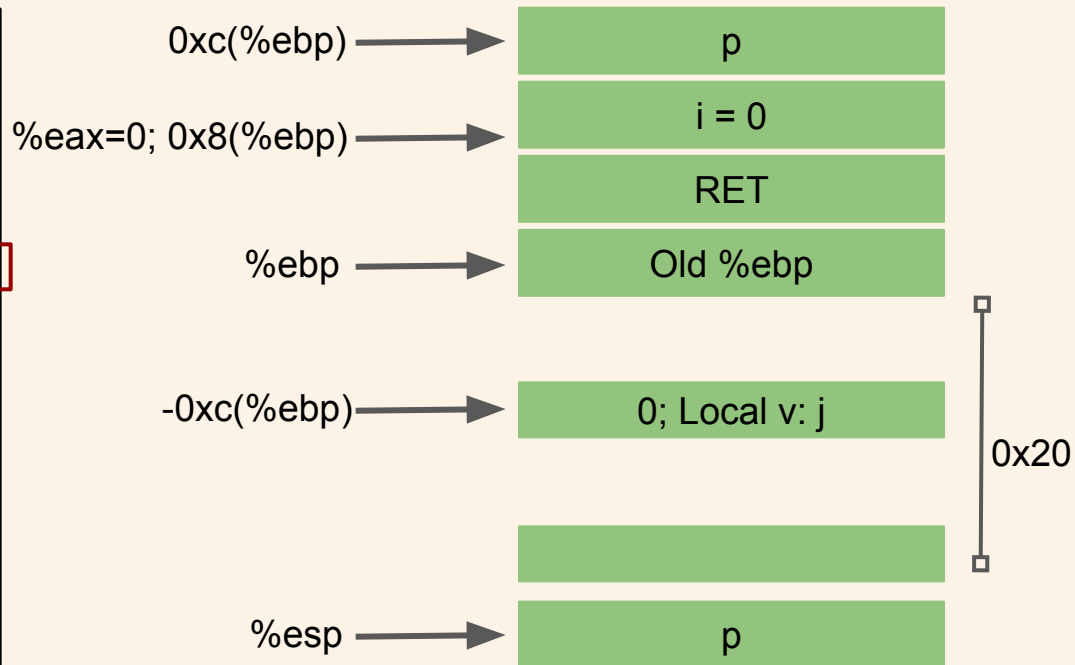 0xc(%ebp)
p
%eax=0; 0x8(%ebp)
i = 0
RET
%ebp
Old %ebp
-0xc(%ebp)
0; Local v: j
0x20
%esp
p